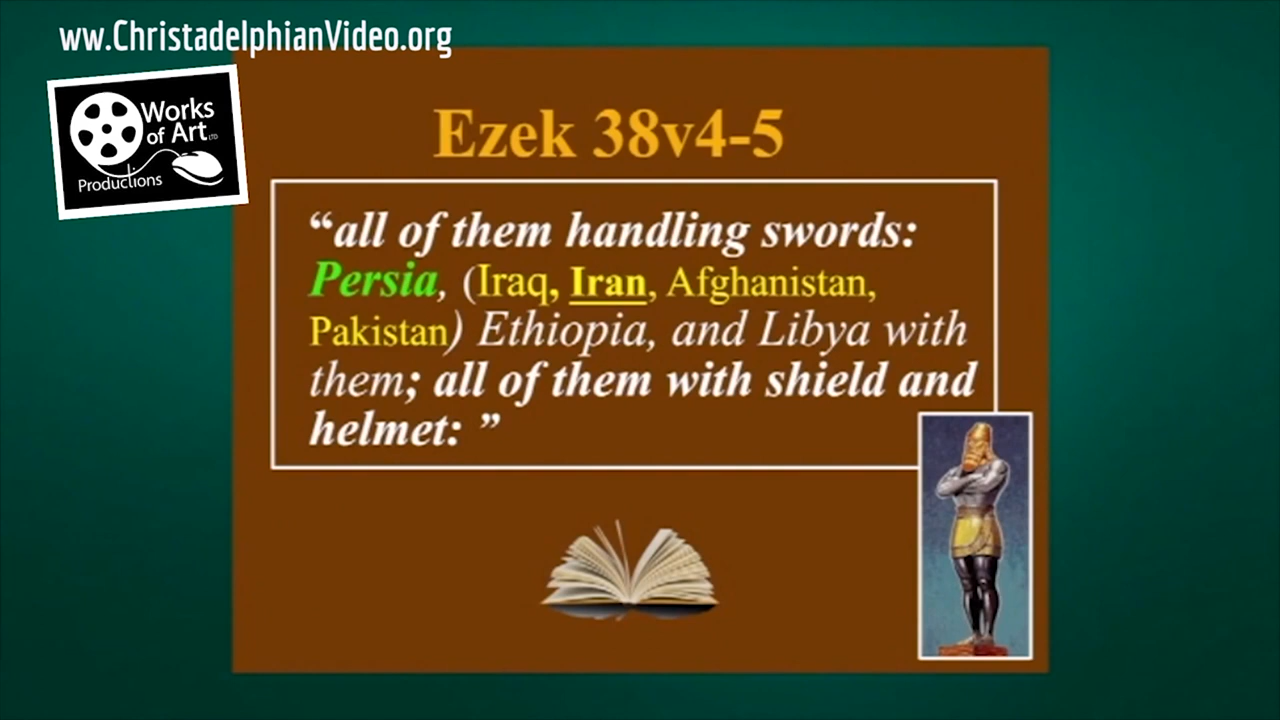 ww.ChristadelphianVideo.org
Works
of Art LTD
Productions
Ezek 38v4-5
“all of them handling swords:
Persia, (Iraq, Iran, Afghanistan,
Pakistan) Ethiopia, and Libya with
them; all of them with shield and
helmet: ”